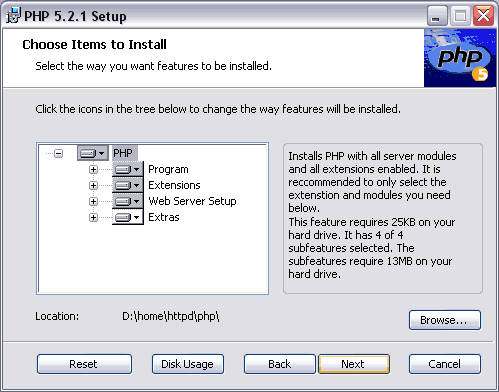 PHP 5.2.1 Setup
Choose Items to Install
Select the way you want features to be installed.
php
5
Click the icons in the tree below to change the way features will be installed.
PHP
Program
Extensions
Web Server Setup
Extras
Installs PHP with all server modules
and all extensions enabled. It is
reccommended to only select the
exstenstion and modules you need
below.
This feature requires 25KB on your
hard drive. It has 4 of 4
subfeatures selected. The
subfeatures require 13MB on your
hard drive.
Location: D:\home\httpd\php\
Browse...
Reset Disk Usage Back Next Cancel